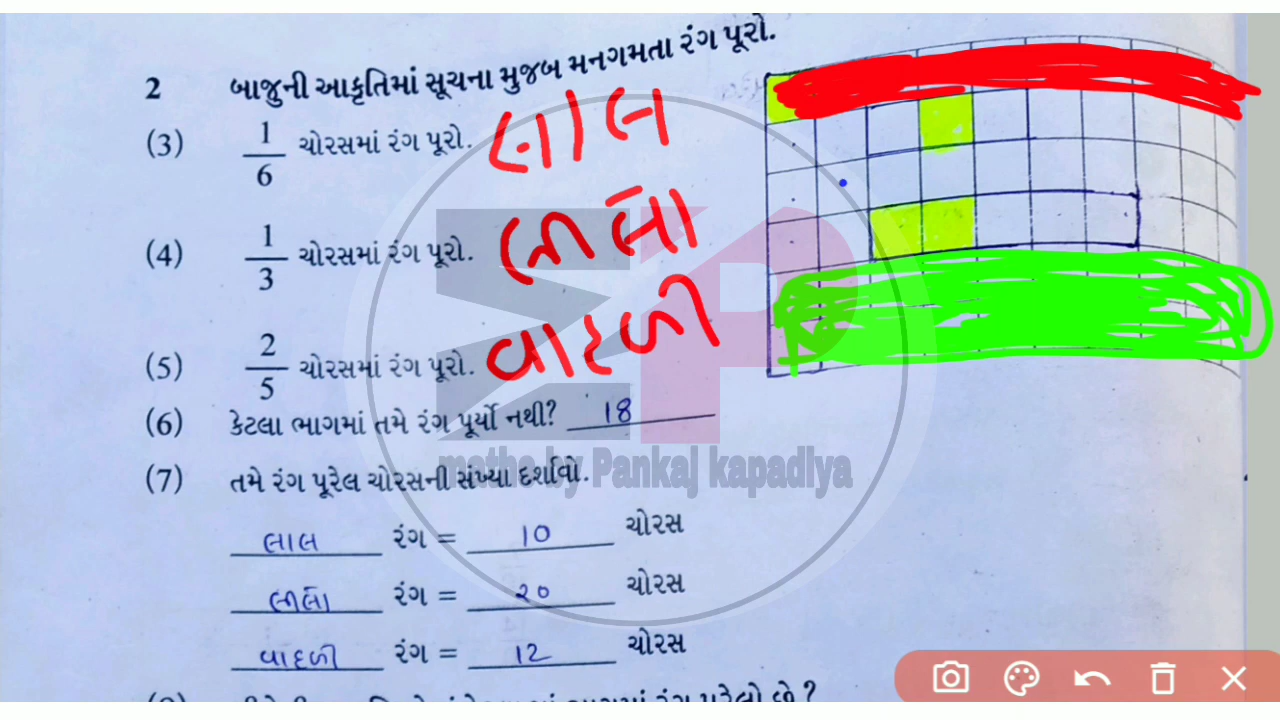 2 બાજુની આકૃતિમાં સૂચના મુજબ મનગમતા રંગ પૂરો.
(3) 1/6 ચોરસમાં રંગ પૂરો. લાલ
(4) 1/3 ચોરસમાં રંગ પૂરો. લીલો
(5) 2/5 ચોરસમાં રંગ પૂરો. વાદળી
(6) કેટલા ભાગમાં તમે રંગ પૂર્યો નથી? 18
maths by Pankaj kapadiya
(7) તમે રંગ પૂરેલ ચોરસની સંખ્યા દર્શાવો.
લાલ રંગ = 10 ચોરસ
લીલો રંગ = 20 ચોરસ
વાદળી રંગ = 12 ચોરસ